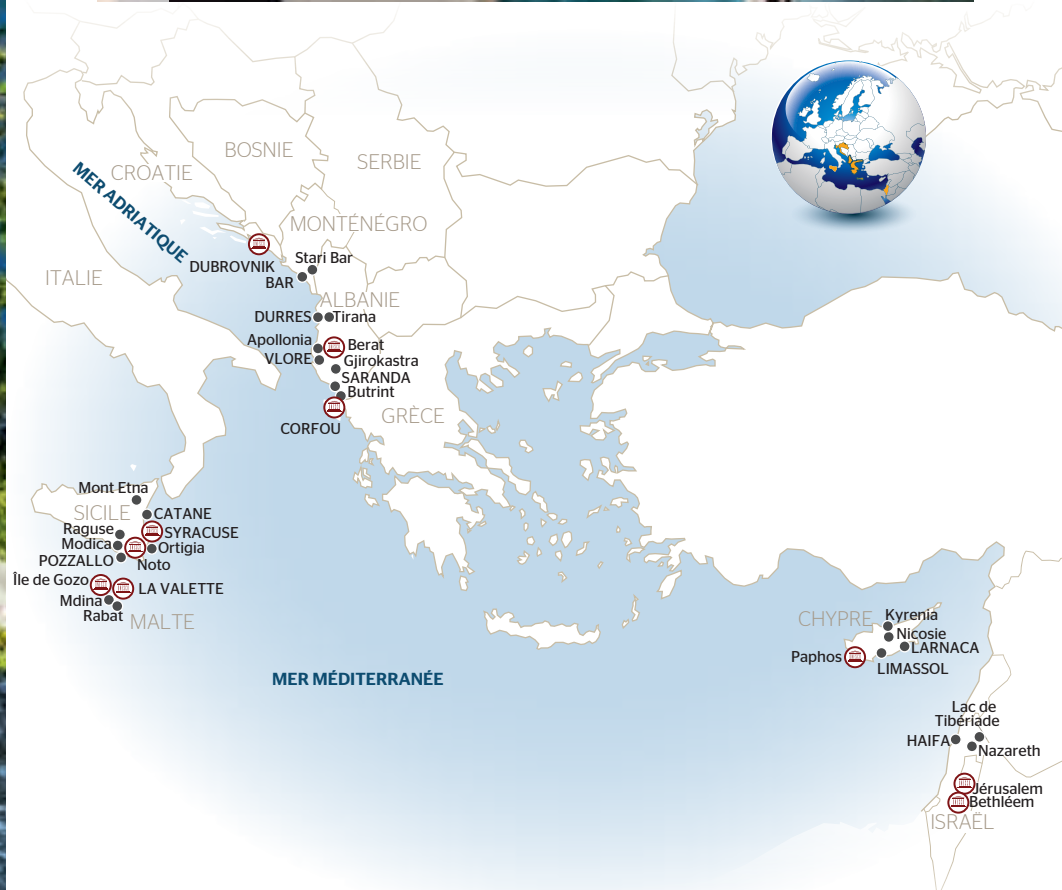 BOSNIE
CROATIE
SERBIE
MER ADRIATIQUE
MONTÉNÉGRO
ITALIE
DUBROVNIK
Stari Bar
BAR
ALBANIE
DURRES
Tirana
Apollonia
Berat
VLORE
Gjirokastra
SARANDA
Butrint
GRÈCE
CORFOU
Mont Etna
SICILE
CATANE
Raguse
SYRACUSE
Modica
Ortigia
POZZALLO
Noto
Île de Gozo
LA VALETTE
Mdina
Rabat
MALTE
MER MÉDITERRANÉE
CHYPRE
Kyrenia
Nicosie
LARNACA
Paphos
LIMASSOL
Lac de
Tibériade
HAIFA
Nazareth
Jérusalem
Bethléem
ISRAËL